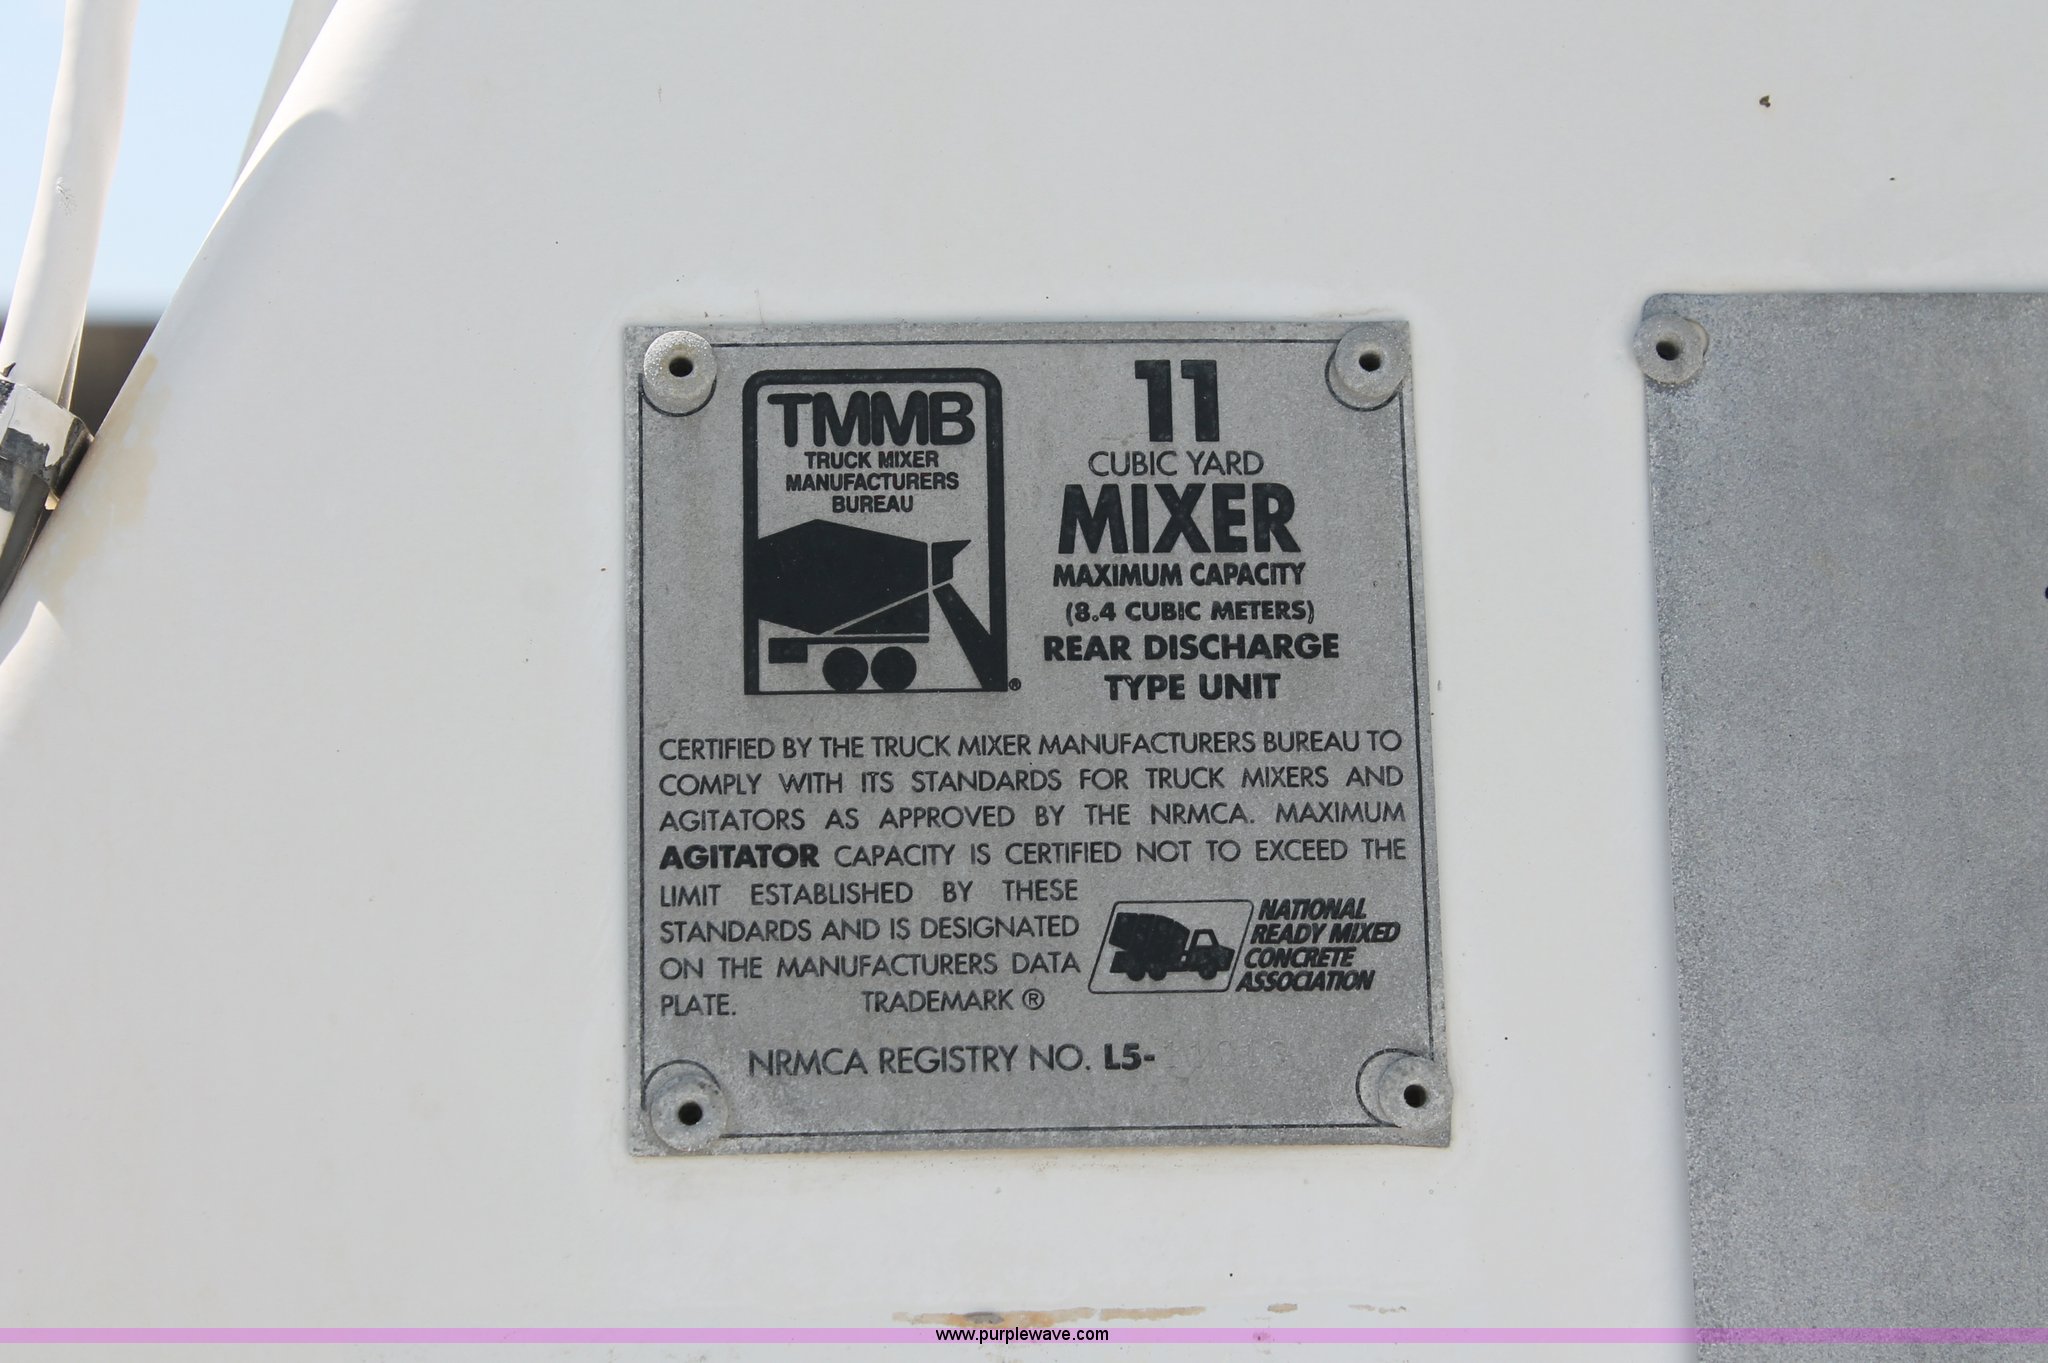 TMMB
TRUCK MIXER
MANUFACTURERS
BUREAU
®
11
CUBIC YARD
MIXER
MAXIMUM CAPACITY
(8.4 CUBIC METERS)
REAR DISCHARGE
TYPE UNIT
CERTIFIED BY THE TRUCK MIXER MANUFACTURERS BUREAU TO
COMPLY WITH ITS STANDARDS FOR TRUCK MIXERS AND
AGITATORS AS APPROVED BY THE NRMCA. MAXIMUM
AGITATOR CAPACITY IS CERTIFIED NOT TO EXCEED THE
LIMIT ESTABLISHED BY THESE
STANDARDS AND IS DESIGNATED
ON THE MANUFACTURERS DATA
PLATE. TRADEMARK ®
NATIONAL
READY MIXED
CONCRETE
ASSOCIATION
NRMCA REGISTRY NO. L5-
www.purplewave.com